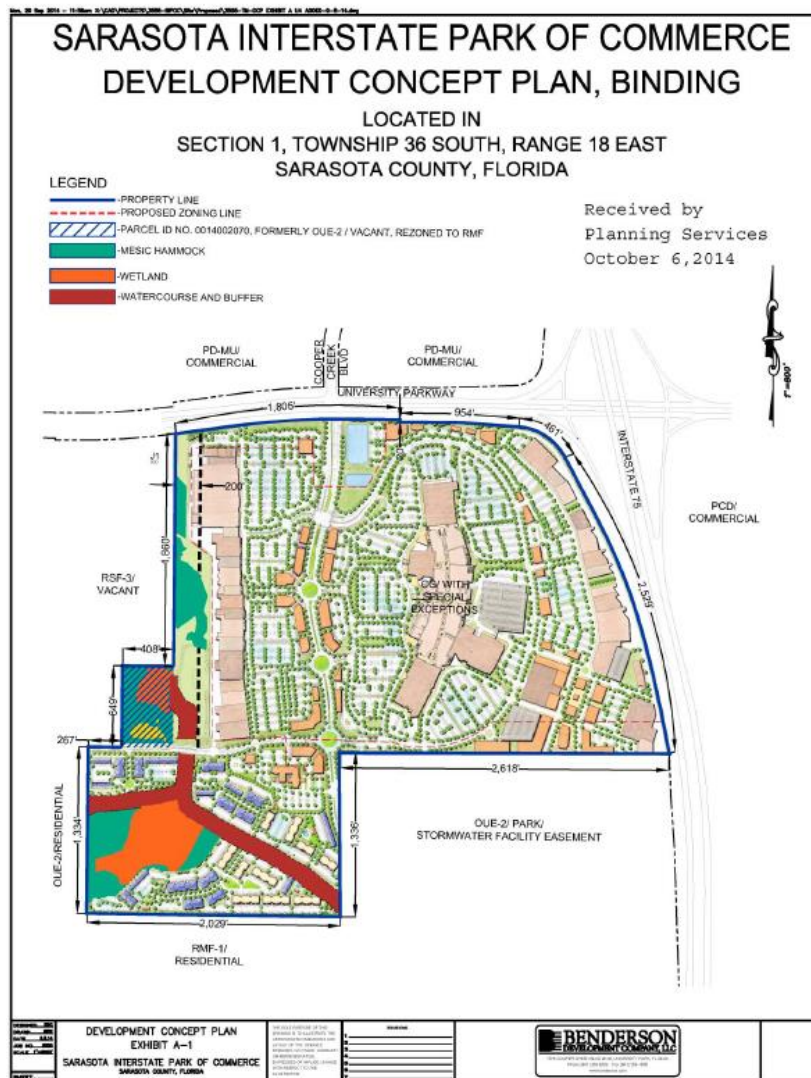 SARASOTA INTERSTATE PARK OF COMMERCE
DEVELOPMENT CONCEPT PLAN, BINDING
LOCATED IN
SECTION 1, TOWNSHIP 36 SOUTH, RANGE 18 EAST
SARASOTA COUNTY, FLORIDA
LEGEND
-PROPERTY LINE
-PROPOSED ZONING LINE
-PARCEL ID NO. 0014002070, FORMERLY OUE-2 / VACANT, REZONED TO RMF
-MESIC HAMMOCK
-WETLAND
-WATERCOURSE AND BUFFER
Received by
Planning Services
October 6,2014
1"=800'
PD-MU/
COMMERCIAL
COOPER
CREEK
BLVD
PD-MU/
COMMERCIAL
UNIVERSITY PARKWAY
954'
461'
INTERSTATE 75
PCD/
COMMERCIAL
200'
1,860'
RSF-3/
VACANT
CG/ WITH
SPECIAL
EXCEPTIONS
2,529'
408'
649'
267'
2,618'
OUE-2/RESIDENTIAL
1,334'
1,336'
OUE-2/ PARK/
STORMWATER FACILITY EASEMENT
2,029'
RMF-1/
RESIDENTIAL
DEVELOPMENT CONCEPT PLAN
EXHIBIT A-1
SARASOTA INTERSTATE PARK OF COMMERCE
SARASOTA COUNTY, FLORIDA
BENDERSON
DEVELOPMENT COMPANY, LLC